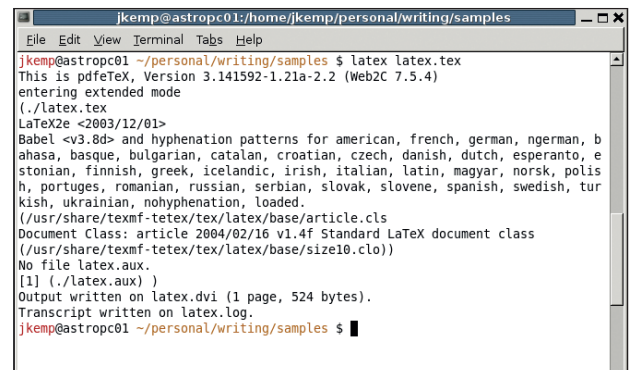 jkemp@astropc01:/home/jkemp/personal/writing/samples
File Edit View Terminal Tabs Help
jkemp@astropc01 ~/personal/writing/samples $ latex latex.tex
This is pdfeTeX, Version 3.141592-1.21a-2.2 (Web2C 7.5.4)
entering extended mode
(./latex.tex
LaTeX2e <2003/12/01>
Babel <v3.8d> and hyphenation patterns for american, french, german, ngerman, b
ahasa, basque, bulgarian, catalan, croatian, czech, danish, dutch, esperanto, e
stonian, finnish, greek, icelandic, irish, italian, latin, magyar, norsk, polis
h, portuges, romanian, russian, serbian, slovak, slovene, spanish, swedish, tur
kish, ukrainian, nohyphenation, loaded.
(/usr/share/texmf-tetex/tex/latex/base/article.cls
Document Class: article 2004/02/16 v1.4f Standard LaTeX document class
(/usr/share/texmf-tetex/tex/latex/base/size10.clo))
No file latex.aux.
[1] (./latex.aux) )
Output written on latex.dvi (1 page, 524 bytes).
Transcript written on latex.log.
jkemp@astropc01 ~/personal/writing/samples $